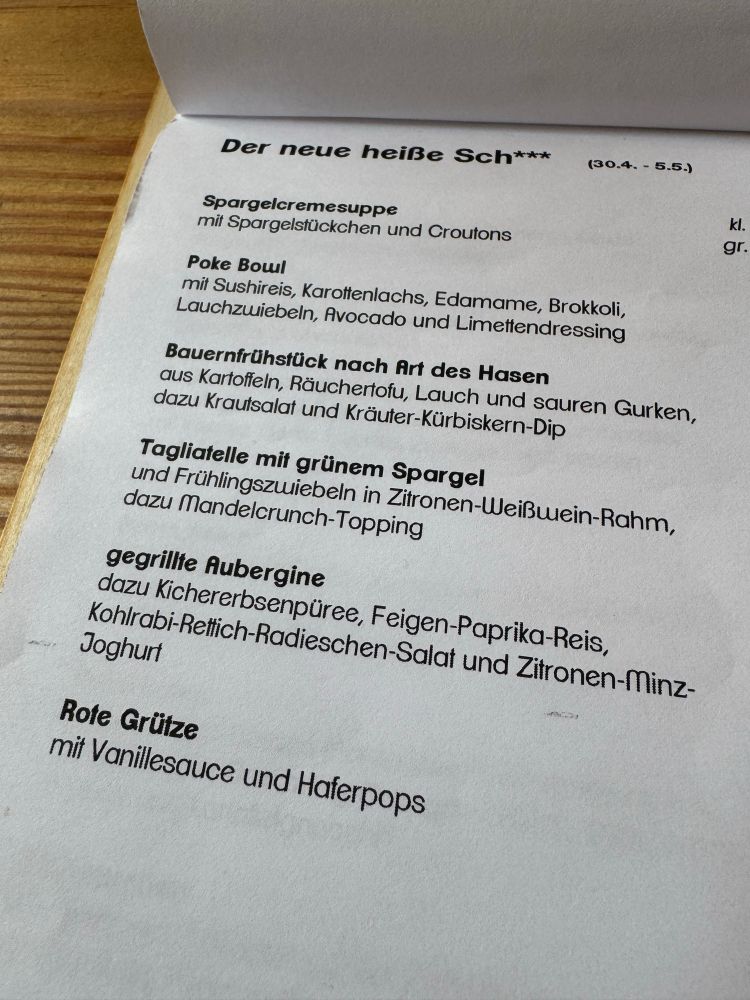 Der neue heiße Sch*** (30.4. - 5.5.)
Spargelcremesuppe
mit Spargelstückchen und Croutons
kl.
gr.
Poke Bowl
mit Sushireis, Karottenlachs, Edamame, Brokkoli,
Lauchzwiebeln, Avocado und Limettendressing
Bauernfrühstück nach Art des Hasen
aus Kartoffeln, Räuchertofu, Lauch und sauren Gurken,
dazu Krautsalat und Kräuter-Kürbiskern-Dip
Tagliatelle mit grünem Spargel
und Frühlingszwiebeln in Zitronen-Weißwein-Rahm,
dazu Mandelcrunch-Topping
gegrillte Aubergine
dazu Kichererbsenpüree, Feigen-Paprika-Reis,
Kohlrabi-Rettich-Radieschen-Salat und Zitronen-Minz-
Joghurt
Rote Grütze
mit Vanillesauce und Haferpops